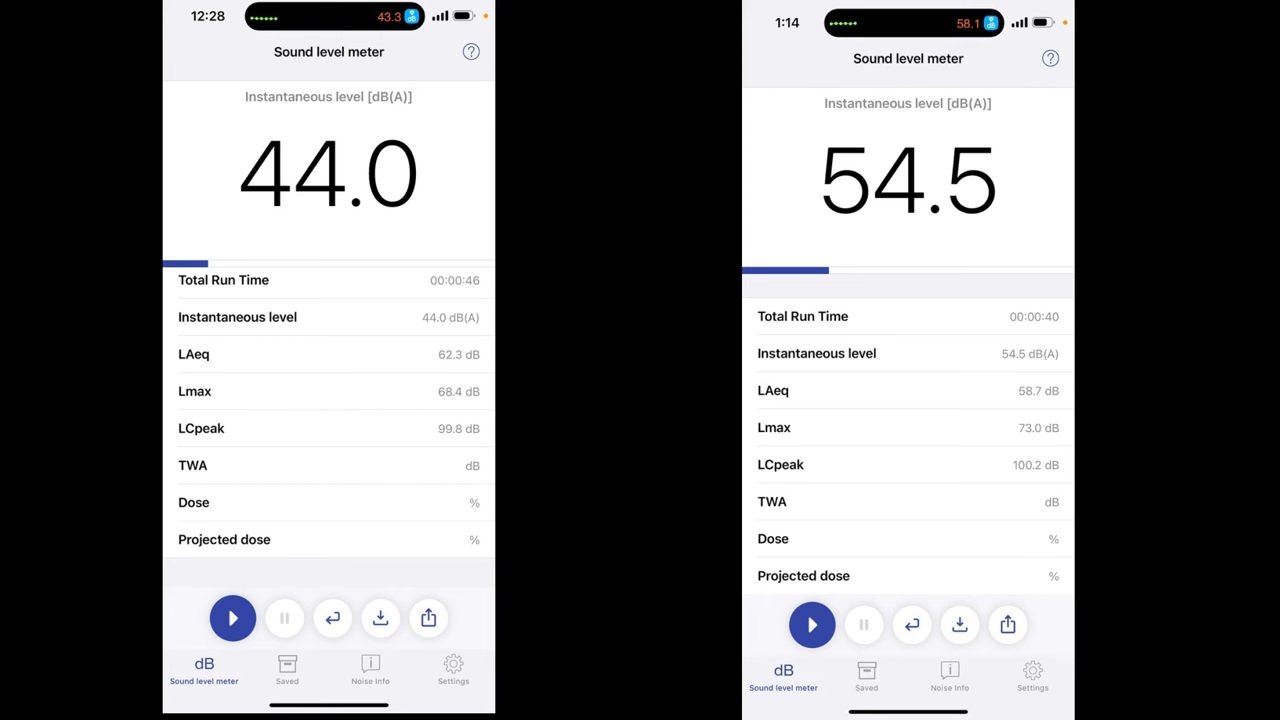 12:28
43.3 dB
Sound level meter
?
Instantaneous level [dB(A)]
44.0
Total Run Time 00:00:46
Instantaneous level 44.0 dB(A)
LAeq 62.3 dB
Lmax 68.4 dB
LCpeak 99.8 dB
TWA dB
Dose %
Projected dose %
dB
Sound level meter Saved Noise Info Settings
1:14
58.1 dB
Sound level meter
?
Instantaneous level [dB(A)]
54.5
Total Run Time 00:00:40
Instantaneous level 54.5 dB(A)
LAeq 58.7 dB
Lmax 73.0 dB
LCpeak 100.2 dB
TWA dB
Dose %
Projected dose %
dB
Sound level meter Saved Noise Info Settings